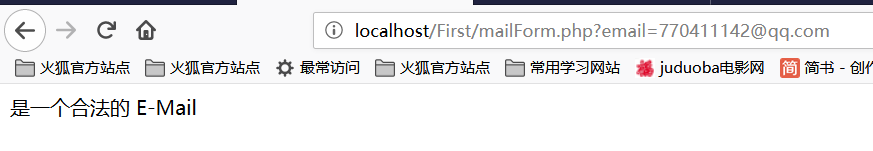 localhost/First/mailForm.php?email=770411142@qq.com
火狐官方站点 火狐官方站点 最常访问 火狐官方站点 常用学习网站 juduoba电影网 简 简书 - 创作
是一个合法的 E-Mail